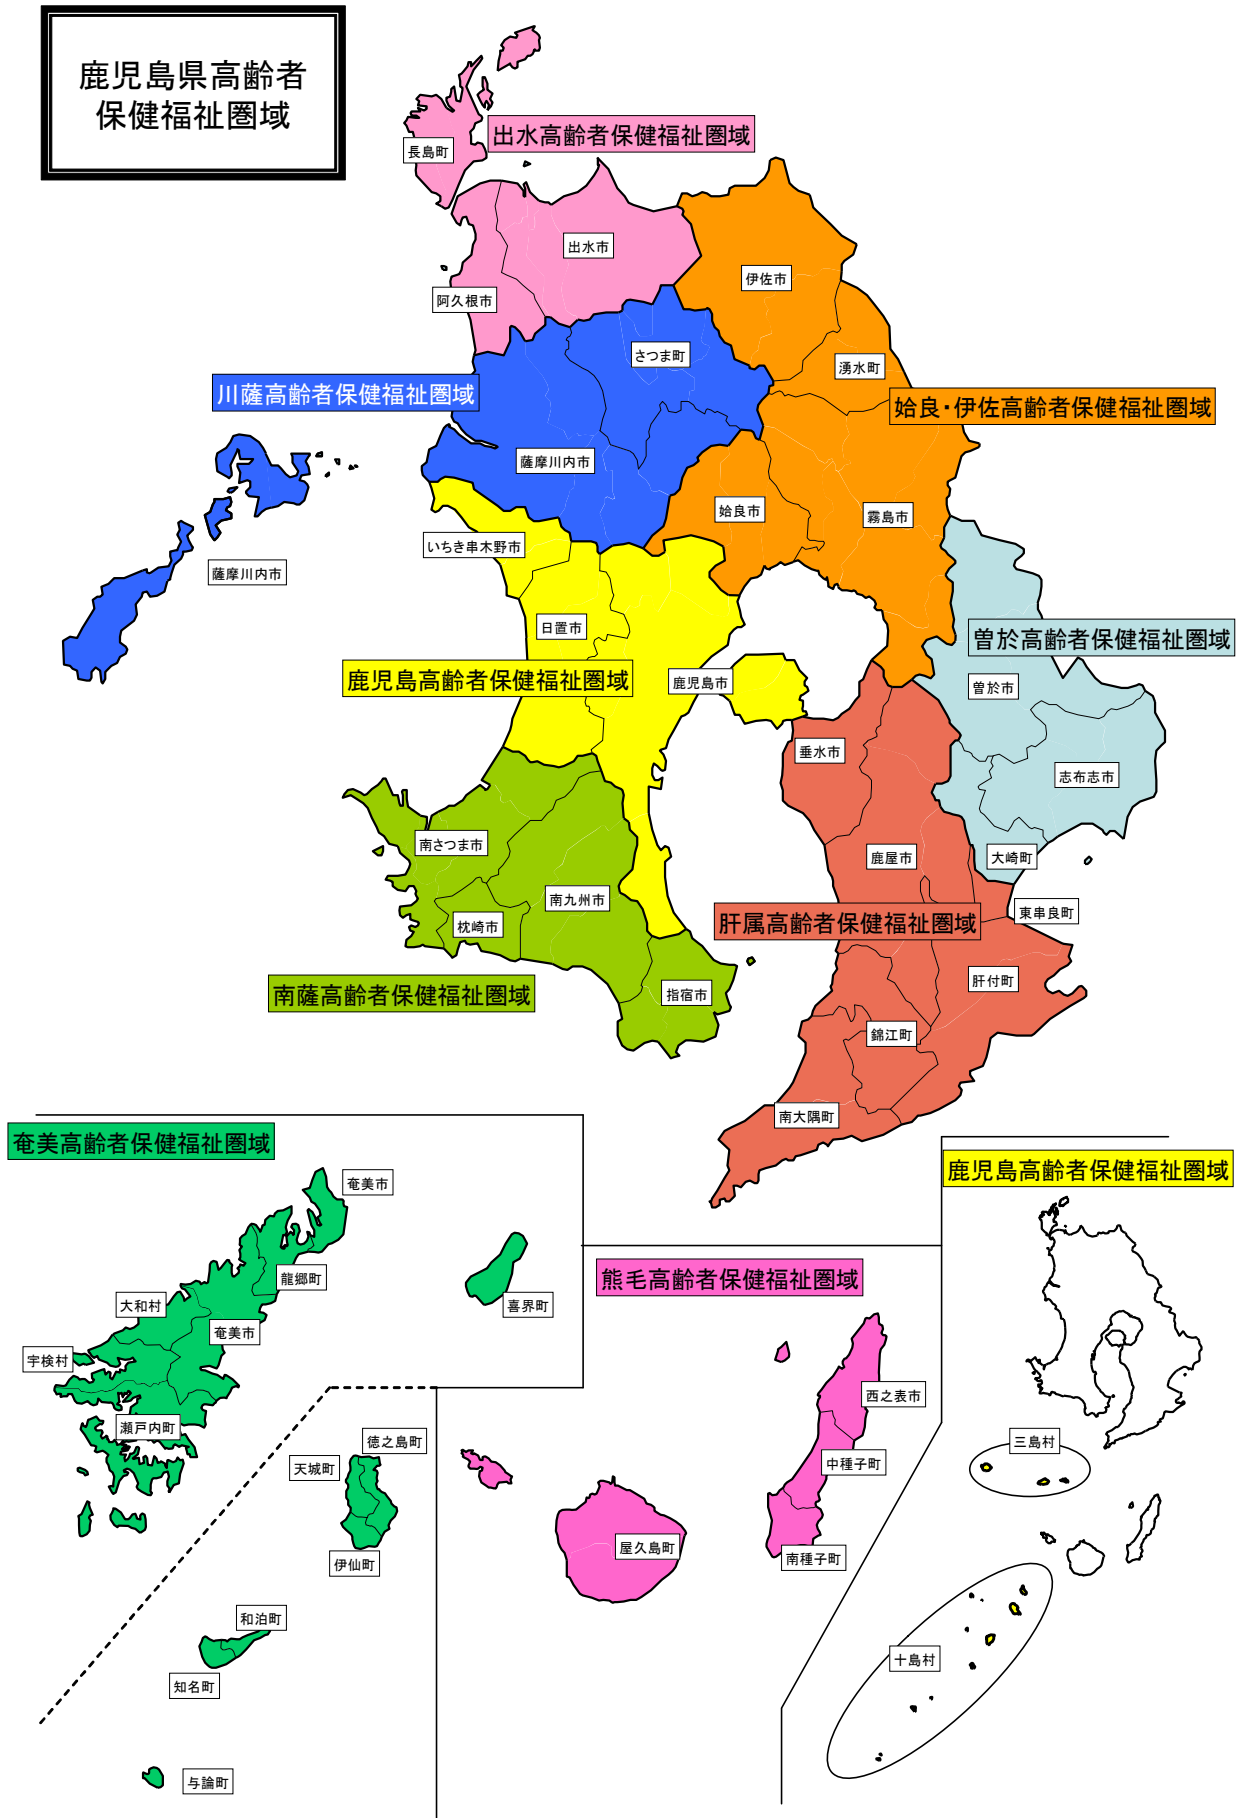 鹿児島県高齢者
保健福祉圏域
出水高齢者保健福祉圏域
長島町
出水市
阿久根市
伊佐市
さつま町
湧水町
川薩高齢者保健福祉圏域
姶良・伊佐高齢者保健福祉圏域
薩摩川内市
姶良市
霧島市
いちき串木野市
薩摩川内市
日置市
曽於高齢者保健福祉圏域
鹿児島高齢者保健福祉圏域
鹿児島市
曽於市
垂水市
志布志市
南さつま市
鹿屋市
大崎町
南九州市
枕崎市
東串良町
肝属高齢者保健福祉圏域
南薩高齢者保健福祉圏域
指宿市
肝付町
錦江町
南大隅町
奄美高齢者保健福祉圏域
鹿児島高齢者保健福祉圏域
奄美市
龍郷町
熊毛高齢者保健福祉圏域
大和村
喜界町
奄美市
宇検村
西之表市
瀬戸内町
徳之島町
三島村
天城町
中種子町
屋久島町
南種子町
伊仙町
和泊町
十島村
知名町
与論町